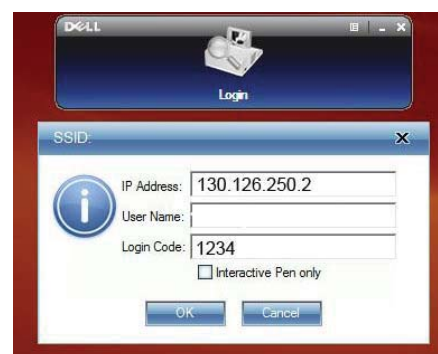 DELL
Login
SSID:
IP Address: 130.126.250.2
User Name:
Login Code: 1234
Interactive Pen only
OK Cancel